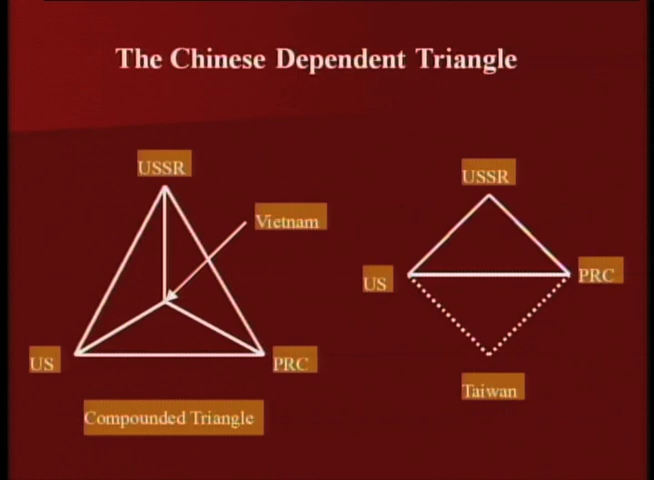 The Chinese Dependent Triangle
USSR
Vietnam
US
PRC
Compounded Triangle
USSR
US
PRC
Taiwan